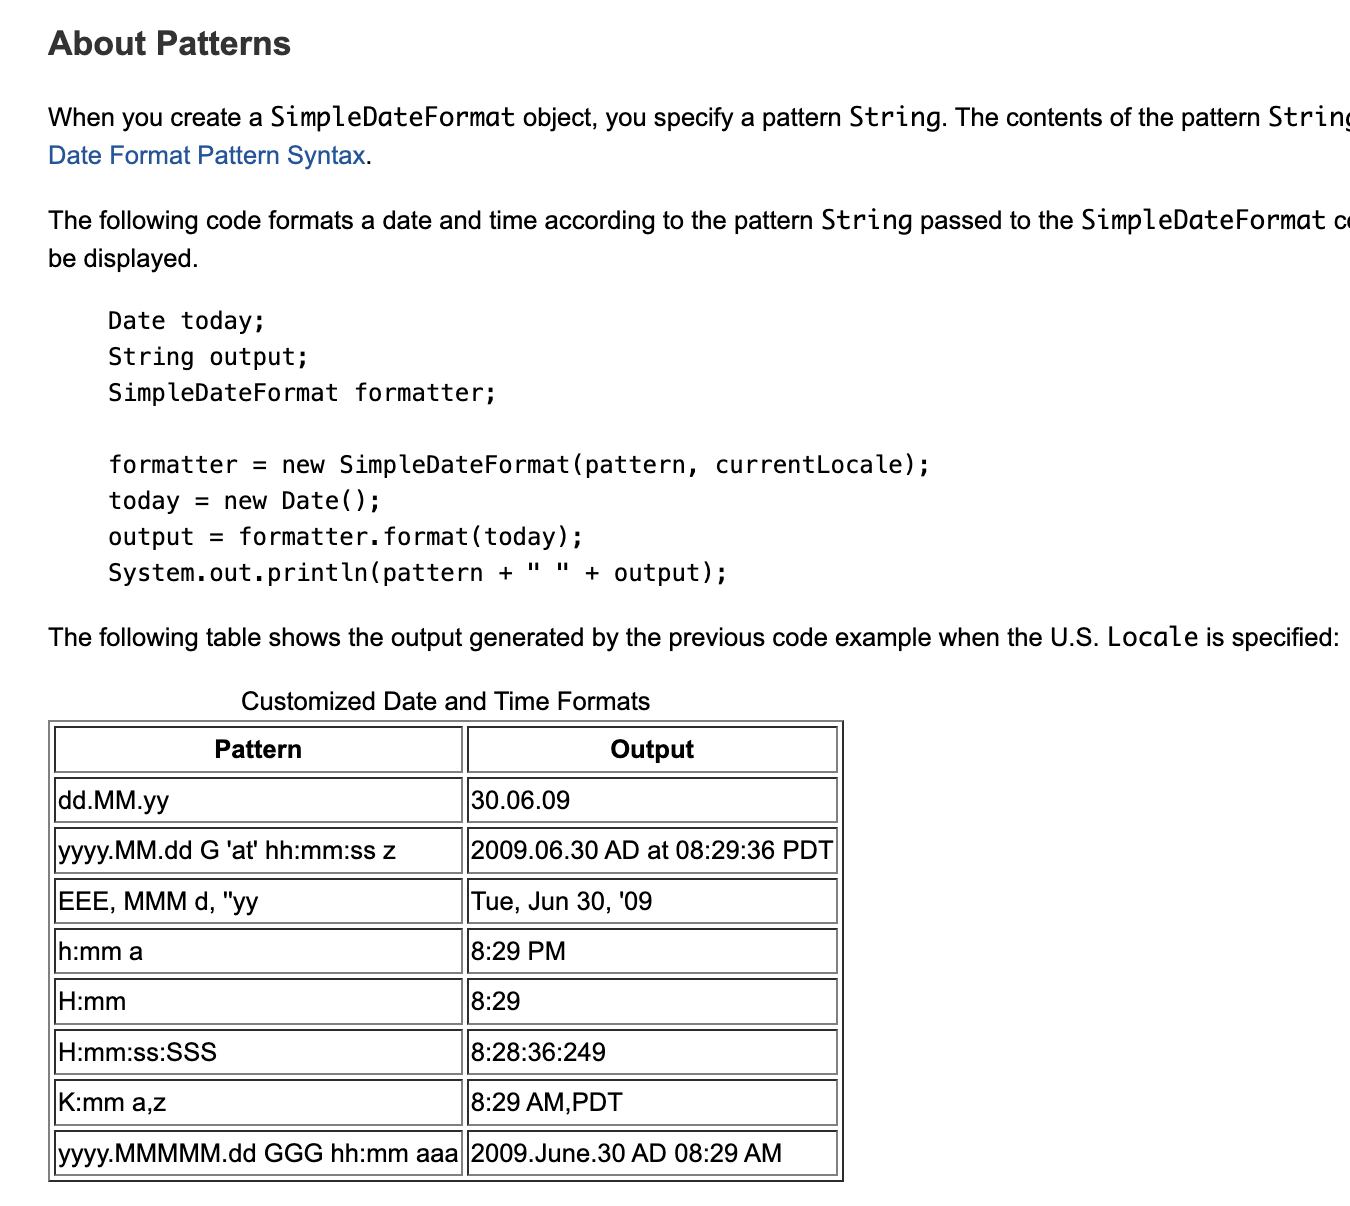 About Patterns
When you create a SimpleDateFormat object, you specify a pattern String. The contents of the pattern String
Date Format Pattern Syntax.
The following code formats a date and time according to the pattern String passed to the SimpleDateFormat
be displayed.
Date today;
String output;
SimpleDateFormat formatter;
formatter = new SimpleDateFormat(pattern, currentLocale);
today = new Date();
output = formatter.format(today);
System.out.println(pattern + " " + output);
The following table shows the output generated by the previous code example when the U.S. Locale is specified:
Customized Date and Time Formats
Pattern Output
dd.MM.yy 30.06.09
yyyy.MM.dd G 'at' hh:mm:ss z 2009.06.30 AD at 08:29:36 PDT
EEE, MMM d, ''yy Tue, Jun 30, '09
h:mm a 8:29 PM
H:mm 8:29
H:mm:ss:SSS 8:28:36:249
K:mm a,z 8:29 AM,PDT
yyyy.MMMMM.dd GGG hh:mm aaa 2009.June.30 AD 08:29 AM